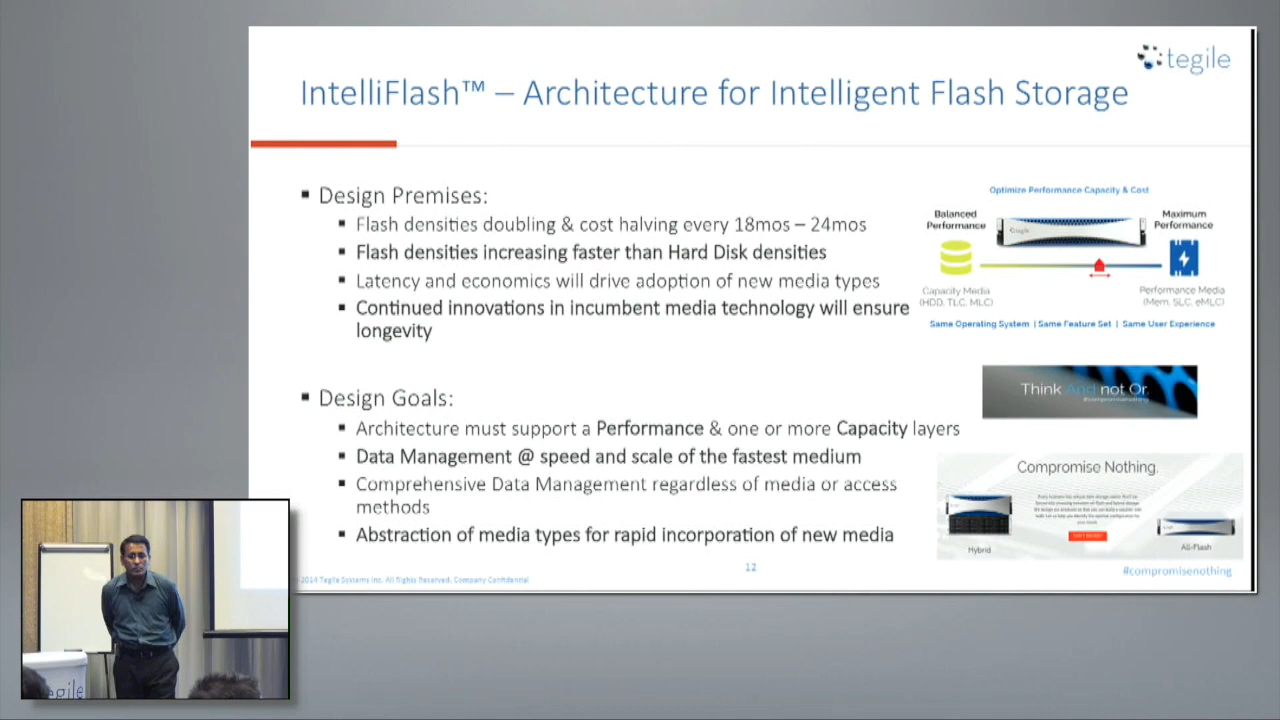 tegile
IntelliFlash™ – Architecture for Intelligent Flash Storage
▪ Design Premises:
▪ Flash densities doubling & cost halving every 18mos – 24mos
▪ Flash densities increasing faster than Hard Disk densities
▪ Latency and economics will drive adoption of new media types
▪ Continued innovations in incumbent media technology will ensure
longevity
▪ Design Goals:
▪ Architecture must support a Performance & one or more Capacity layers
▪ Data Management @ speed and scale of the fastest medium
▪ Comprehensive Data Management regardless of media or access
methods
▪ Abstraction of media types for rapid incorporation of new media
Optimize Performance Capacity & Cost
Balanced
Performance
Maximum
Performance
tegile
Capacity Media
(HDD, TLC, MLC)
Performance Media
(Mem, SLC, eMLC)
Same Operating System | Same Feature Set | Same User Experience
Think And not Or.
#compromisenothing
Compromise Nothing.
Hybrid
All-Flash
2014 Tegile Systems Inc. All Rights Reserved. Company Confidential
12
#compromisenothing
egile